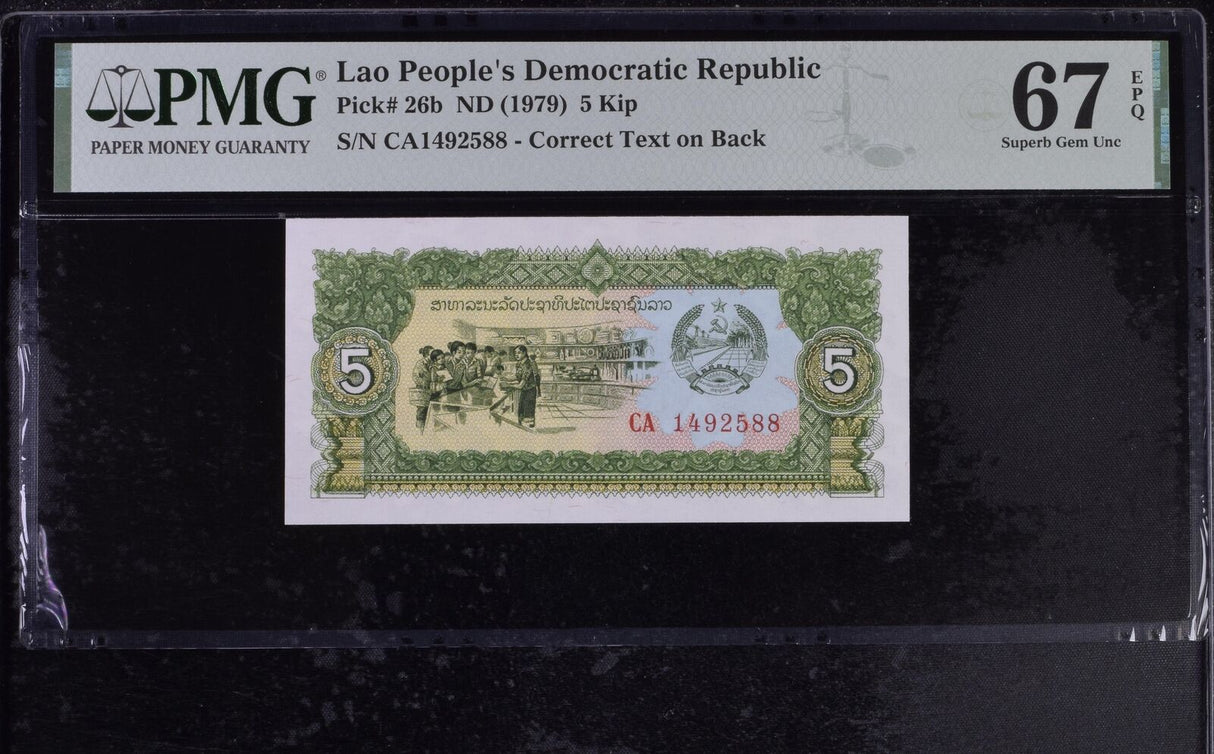 PMG®
PAPER MONEY GUARANTY
Lao People's Democratic Republic
Pick# 26b ND (1979) 5 Kip
S/N CA1492588 - Correct Text on Back
67
EPQ
Superb Gem Unc
ສາທາລະນະລັດປະຊາທິປະໄຕປະຊາຊົນລາວ
5
5
CA 1492588